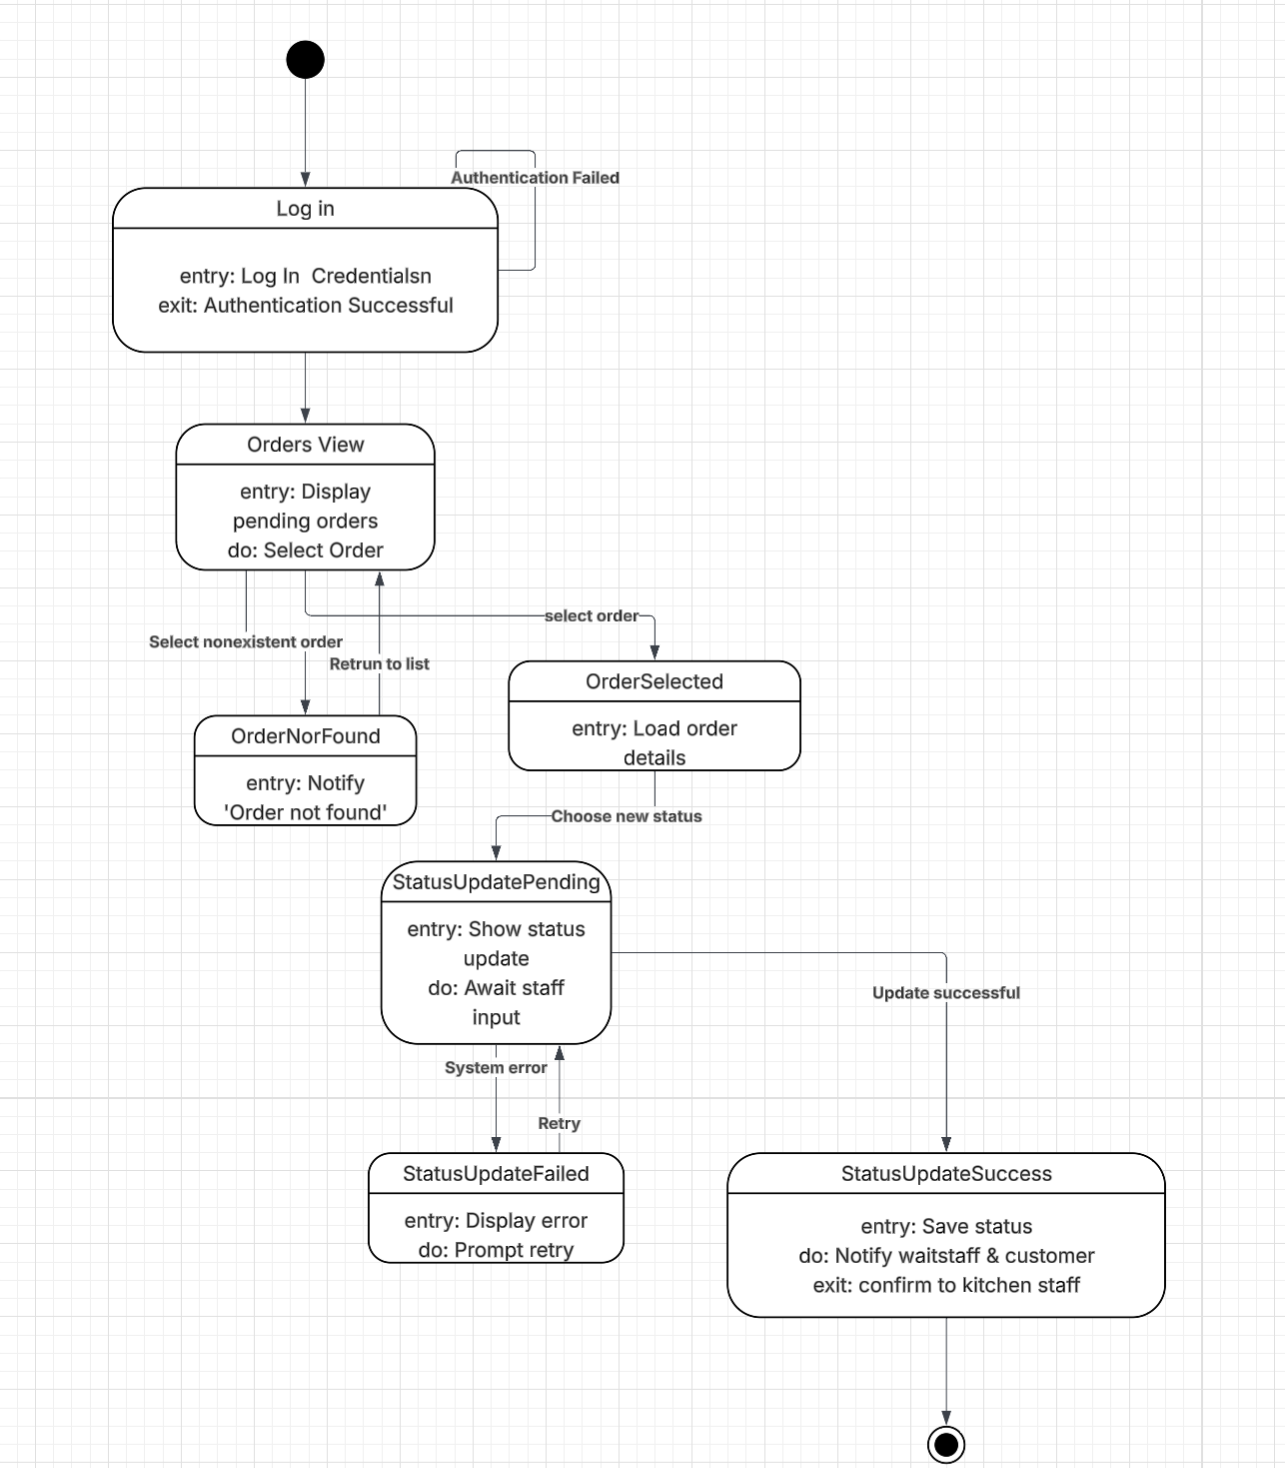 Authentication Failed
Log in
entry: Log In  Credentialsn
exit: Authentication Successful
Orders View
entry: Display
pending orders
do: Select Order
select order
Select nonexistent order
Retrun to list
OrderSelected
entry: Load order
details
OrderNorFound
entry: Notify
'Order not found'
Choose new status
StatusUpdatePending
entry: Show status
update
do: Await staff
input
Update successful
System error
Retry
StatusUpdateFailed
entry: Display error
do: Prompt retry
StatusUpdateSuccess
entry: Save status
do: Notify waitstaff & customer
exit: confirm to kitchen staff